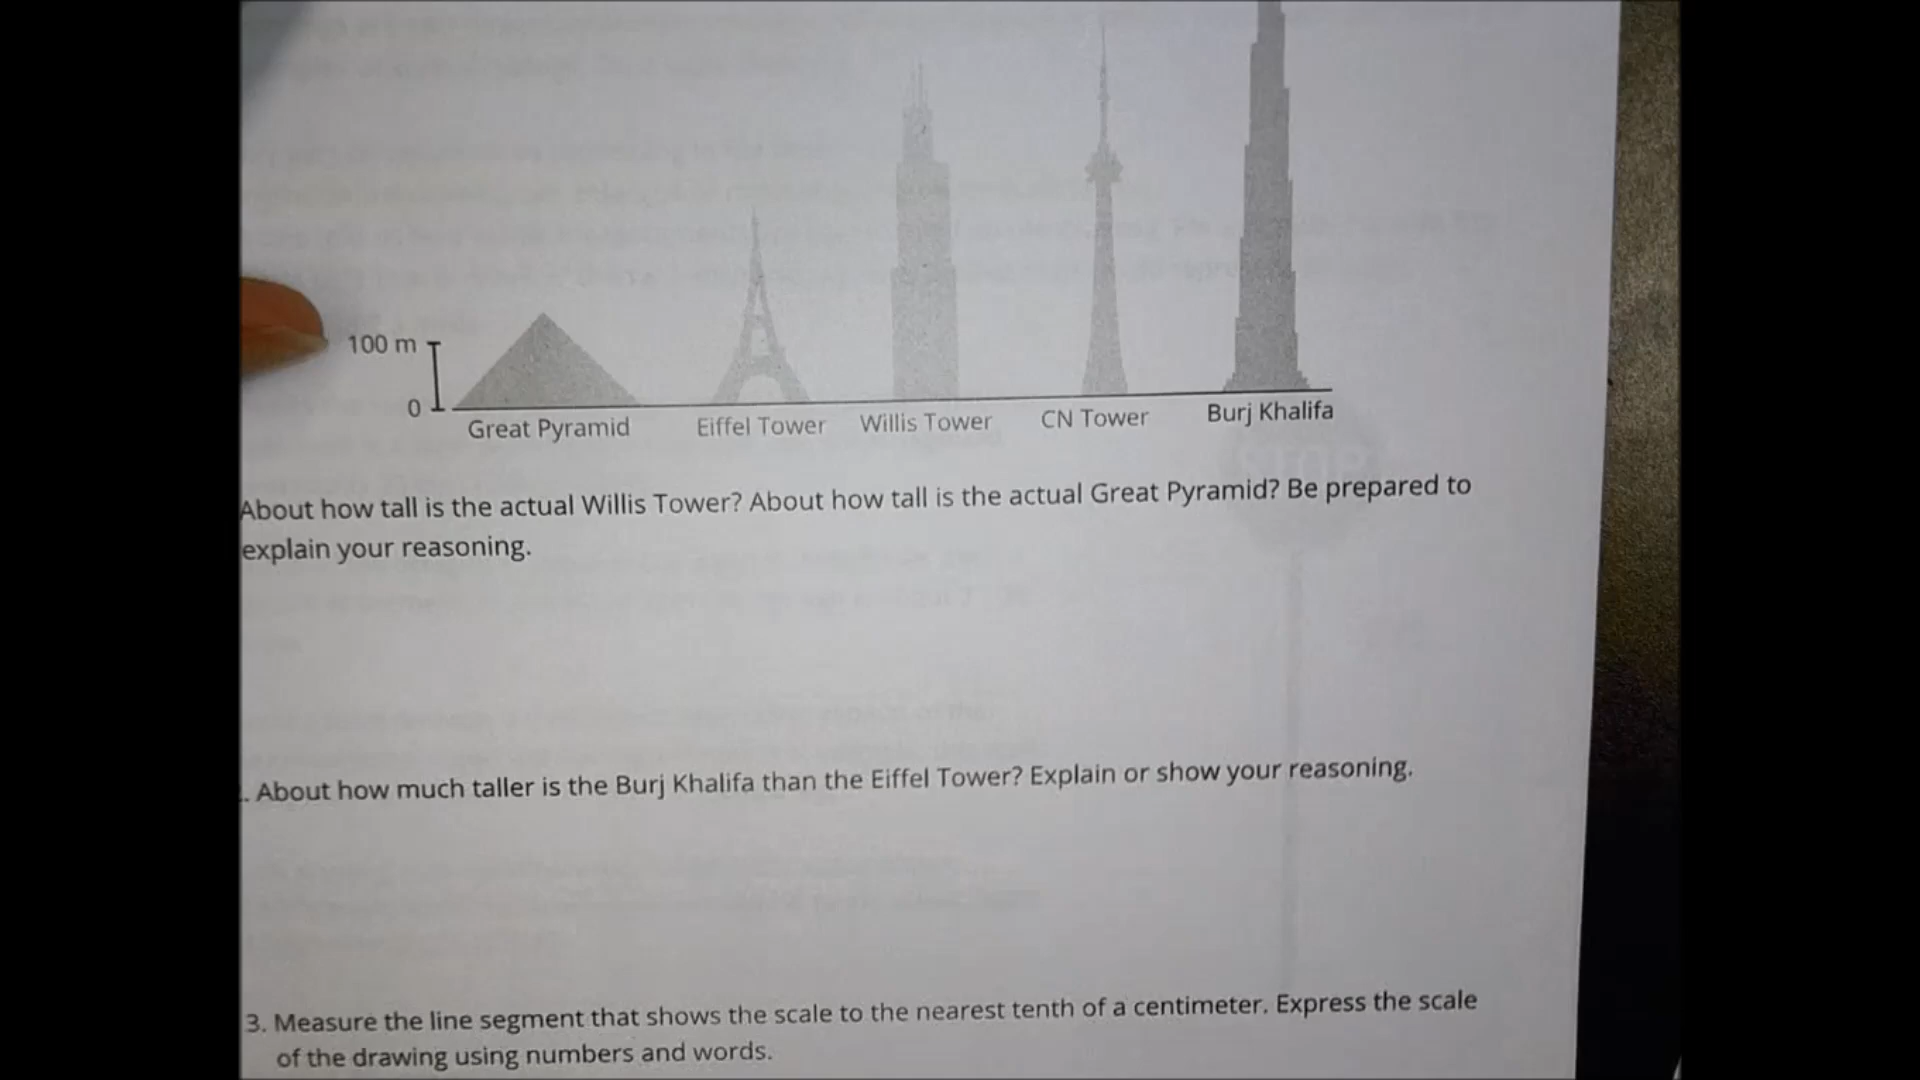 100 m
0
Great Pyramid Eiffel Tower Willis Tower CN Tower Burj Khalifa
About how tall is the actual Willis Tower? About how tall is the actual Great Pyramid? Be prepared to
explain your reasoning.
. About how much taller is the Burj Khalifa than the Eiffel Tower? Explain or show your reasoning.
3. Measure the line segment that shows the scale to the nearest tenth of a centimeter. Express the scale
of the drawing using numbers and words.